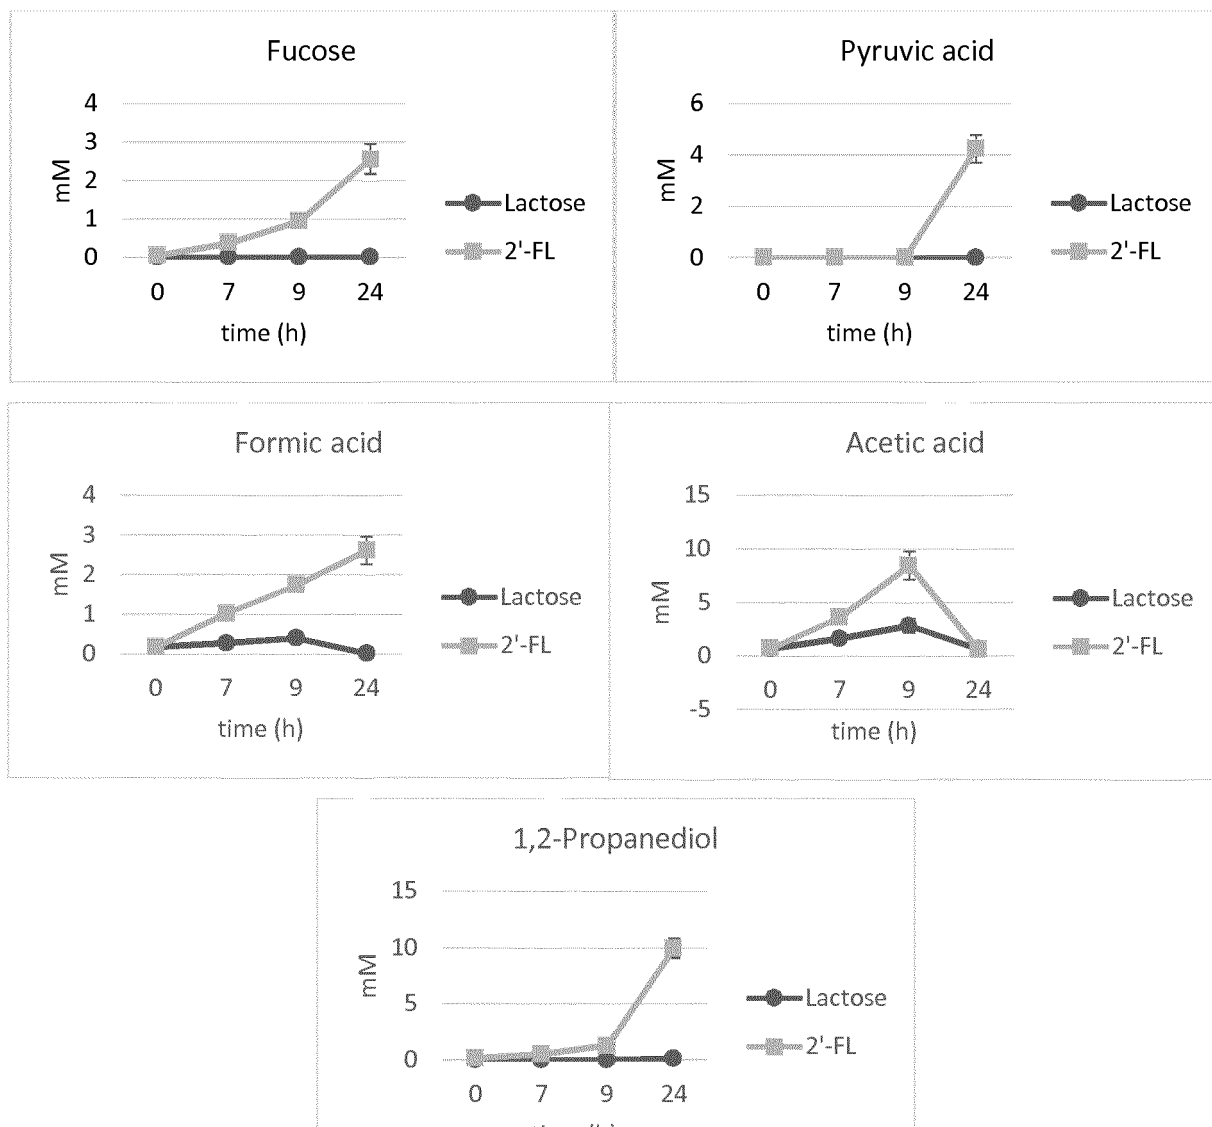 Fucose
4
3
2
1
0
mM
0 7 9 24
time (h)
Lactose
2'-FL
Pyruvic acid
6
4
2
0
mM
0 7 9 24
time (h)
Lactose
2'-FL
Formic acid
4
3
2
1
0
mM
0 7 9 24
time (h)
Lactose
2'-FL
Acetic acid
15
10
5
0
-5
mM
0 7 9 24
time (h)
Lactose
2'-FL
1,2-Propanediol
15
10
5
0
mM
0 7 9 24
Lactose
2'-FL